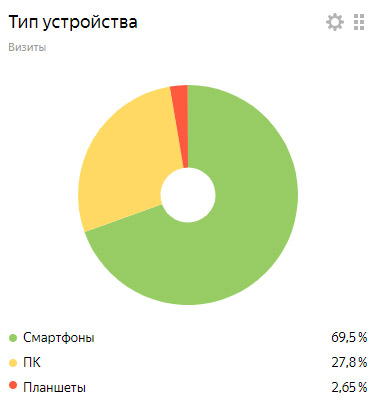 Тип устройства
Визиты
Смартфоны 69,5 %
ПК 27,8 %
Планшеты 2,65 %